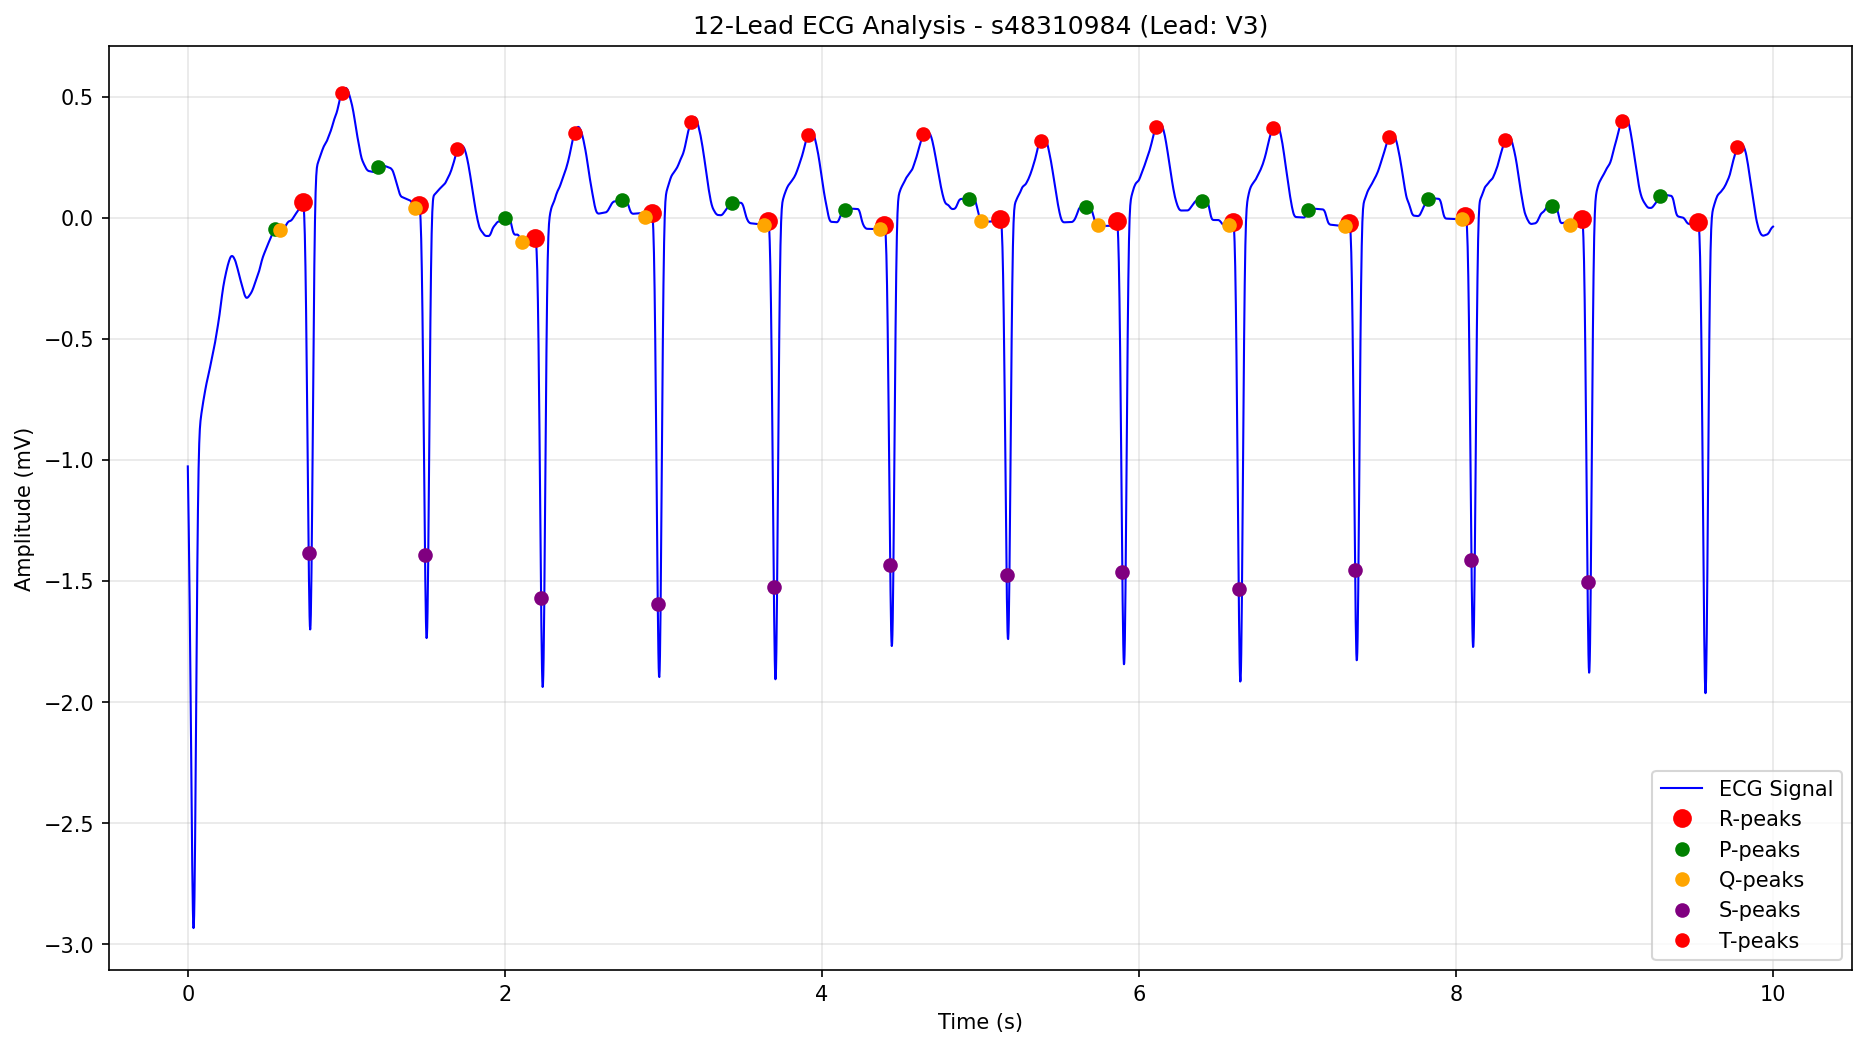 12-Lead ECG Analysis - s48310984 (Lead: V3)
Amplitude (mV)
0.5
0.0
−0.5
−1.0
−1.5
−2.0
−2.5
−3.0
0 2 4 6 8 10
Time (s)
ECG Signal
R-peaks
P-peaks
Q-peaks
S-peaks
T-peaks